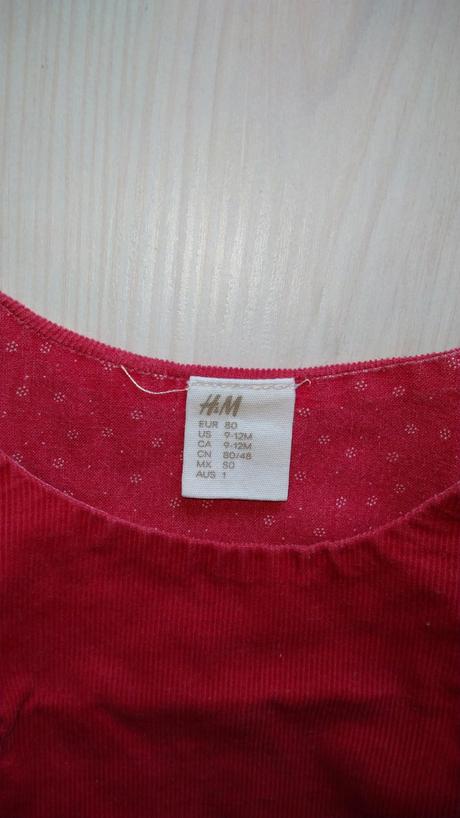 H&M
EUR 80
US 9-12M
CA 9-12M
CN 80/48
MX 80
AUS 1